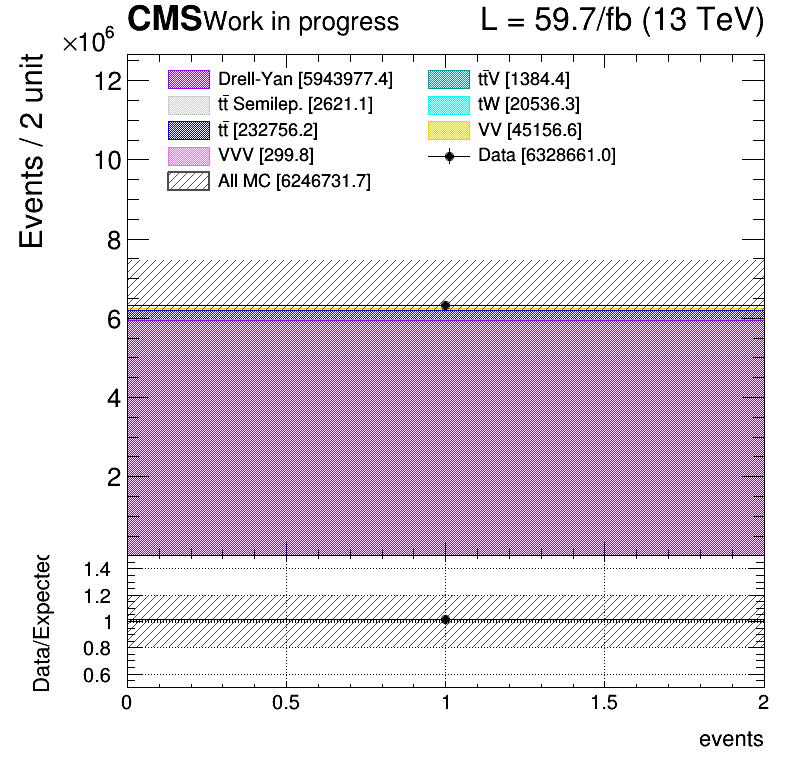 CMS Work in progress L = 59.7/fb (13 TeV)
×10⁶
Events / 2 unit
12
10
8
6
4
2
Drell-Yan [5943977.4]
tt̄ Semilep. [2621.1]
tt̄ [232756.2]
VVV [299.8]
All MC [6246731.7]
tt̄V [1384.4]
tW [20536.3]
VV [45156.6]
Data [6328661.0]
Data/Expected
1.4
1.2
1
0.8
0.6
0 0.5 1 1.5 2
events